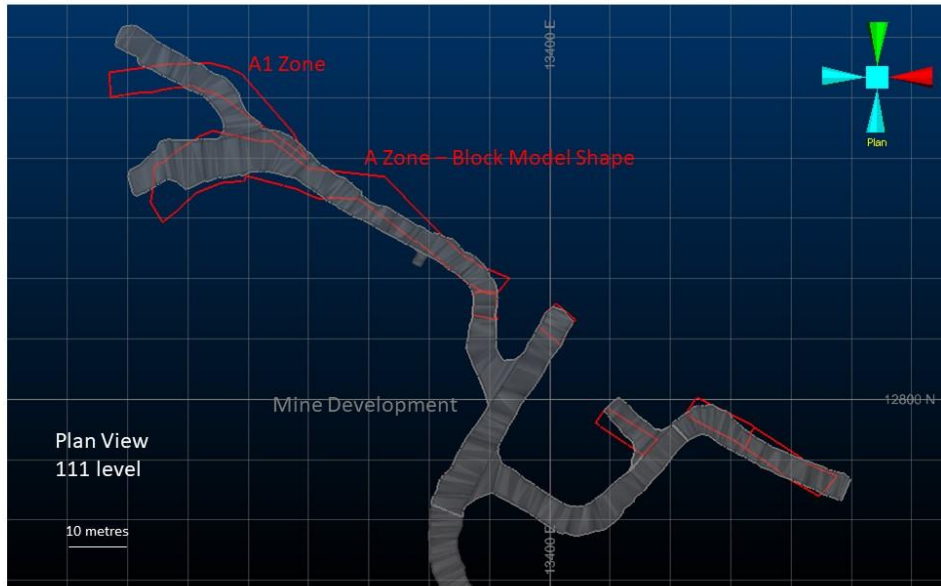 13400 E
A1 Zone
Plan
A Zone – Block Model Shape
Mine Development
12800 N
Plan View
111 level
10 metres
13400 E